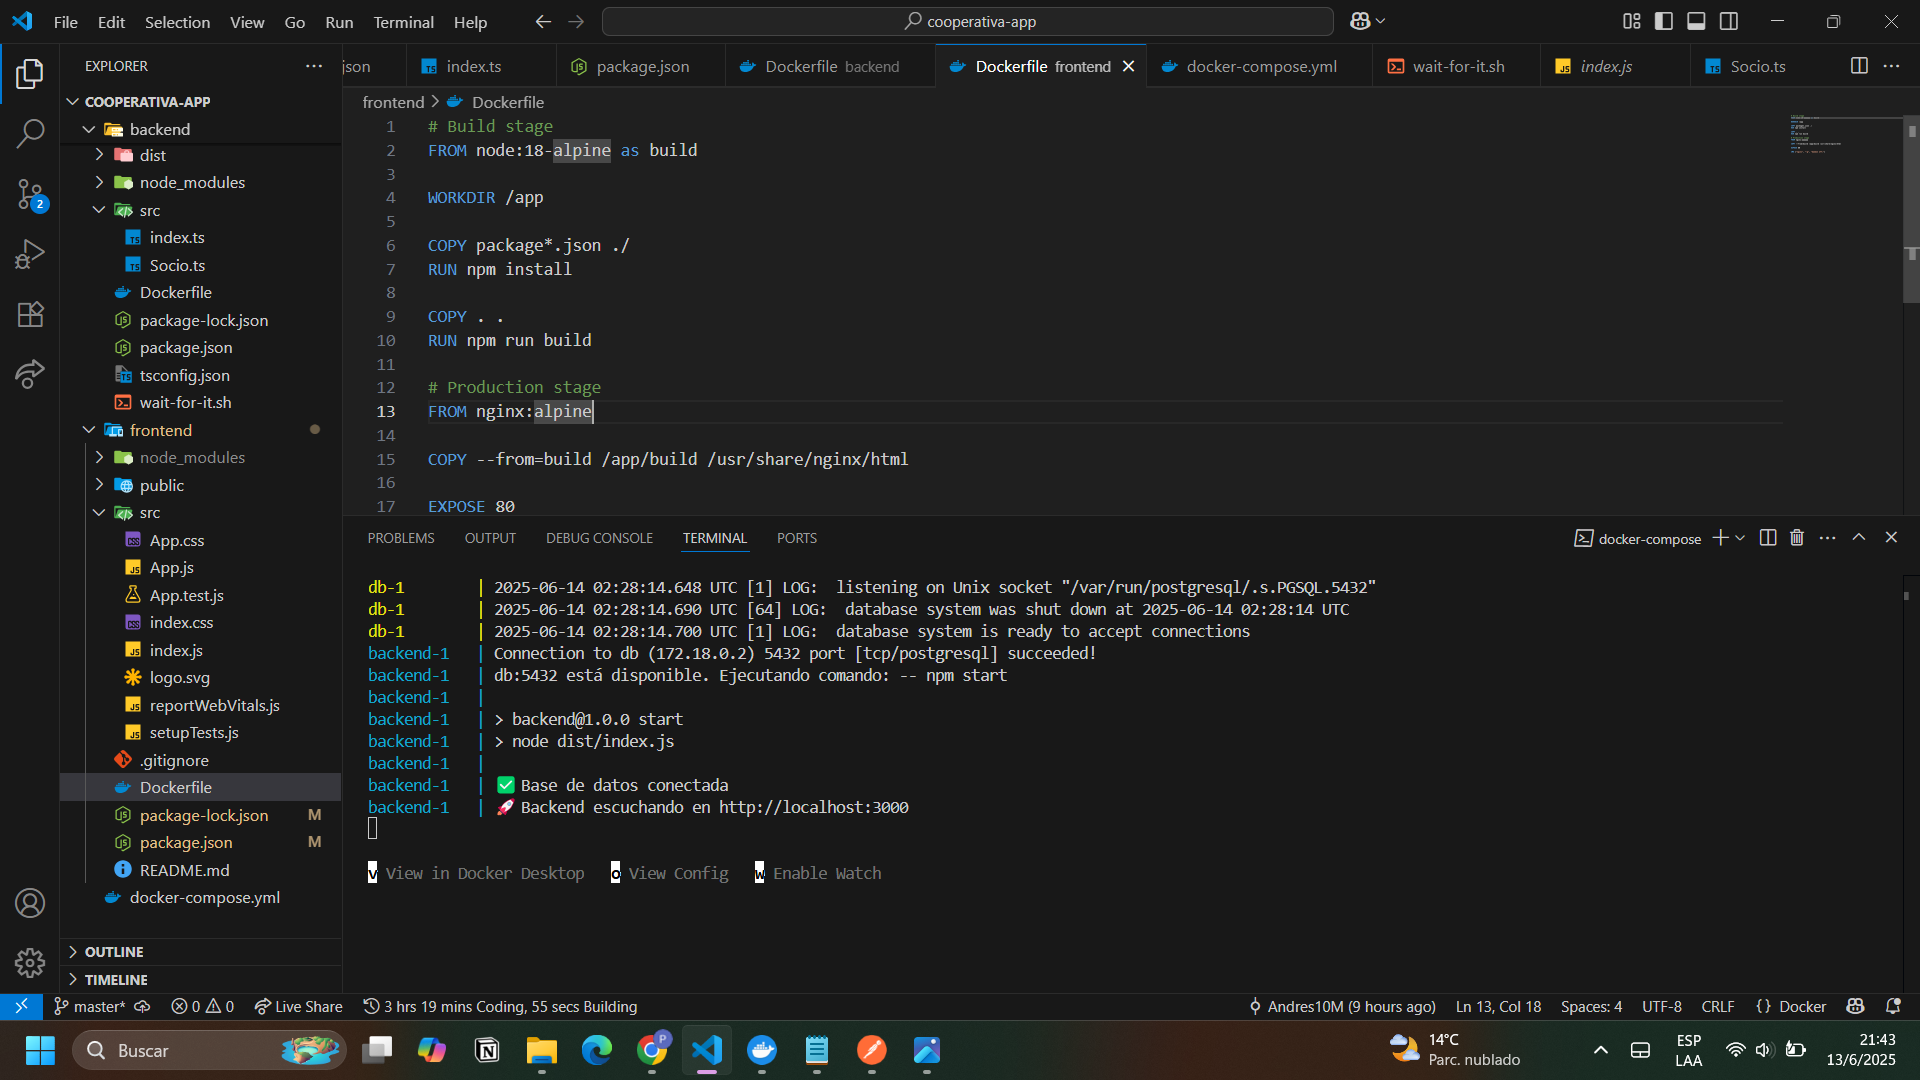 File Edit Selection View Go Run Terminal Help
cooperativa-app
EXPLORER
json
index.ts
package.json
Dockerfile backend
Dockerfile frontend
docker-compose.yml
wait-for-it.sh
index.js
Socio.ts
COOPERATIVA-APP
backend
dist
node_modules
src
index.ts
Socio.ts
Dockerfile
package-lock.json
package.json
tsconfig.json
wait-for-it.sh
frontend
node_modules
public
src
App.css
App.js
App.test.js
index.css
index.js
logo.svg
reportWebVitals.js
setupTests.js
.gitignore
Dockerfile
package-lock.json M
package.json M
README.md
docker-compose.yml
OUTLINE
TIMELINE
2
frontend > Dockerfile
1 # Build stage
2 FROM node:18-alpine as build
3
4 WORKDIR /app
5
6 COPY package*.json ./
7 RUN npm install
8
9 COPY . .
10 RUN npm run build
11
12 # Production stage
13 FROM nginx:alpine
14
15 COPY --from=build /app/build /usr/share/nginx/html
16
17 EXPOSE 80
PROBLEMS OUTPUT DEBUG CONSOLE TERMINAL PORTS
docker-compose
db-1 | 2025-06-14 02:28:14.648 UTC [1] LOG:  listening on Unix socket "/var/run/postgresql/.s.PGSQL.5432"
db-1 | 2025-06-14 02:28:14.690 UTC [64] LOG:  database system was shut down at 2025-06-14 02:28:14 UTC
db-1 | 2025-06-14 02:28:14.700 UTC [1] LOG:  database system is ready to accept connections
backend-1 | Connection to db (172.18.0.2) 5432 port [tcp/postgresql] succeeded!
backend-1 | db:5432 está disponible. Ejecutando comando: -- npm start
backend-1 |
backend-1 | > backend@1.0.0 start
backend-1 | > node dist/index.js
backend-1 |
backend-1 | ✅ Base de datos conectada
backend-1 | 🚀 Backend escuchando en http://localhost:3000
v View in Docker Desktop o View Config w Enable Watch
master* 0 0 Live Share 3 hrs 19 mins Coding, 55 secs Building Andres10M (9 hours ago) Ln 13, Col 18 Spaces: 4 UTF-8 CRLF {} Docker
Buscar
14°C
Parc. nublado
ESP
LAA
21:43
13/6/2025